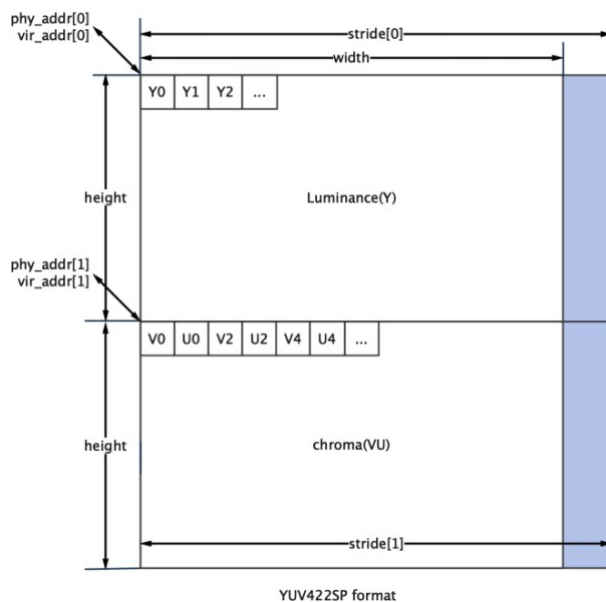 phy_addr[0]
vir_addr[0]
stride[0]
width
Y0 Y1 Y2 ...
height
Luminance(Y)
phy_addr[1]
vir_addr[1]
V0 U0 V2 U2 V4 U4 ...
height
chroma(VU)
stride[1]
YUV422SP format